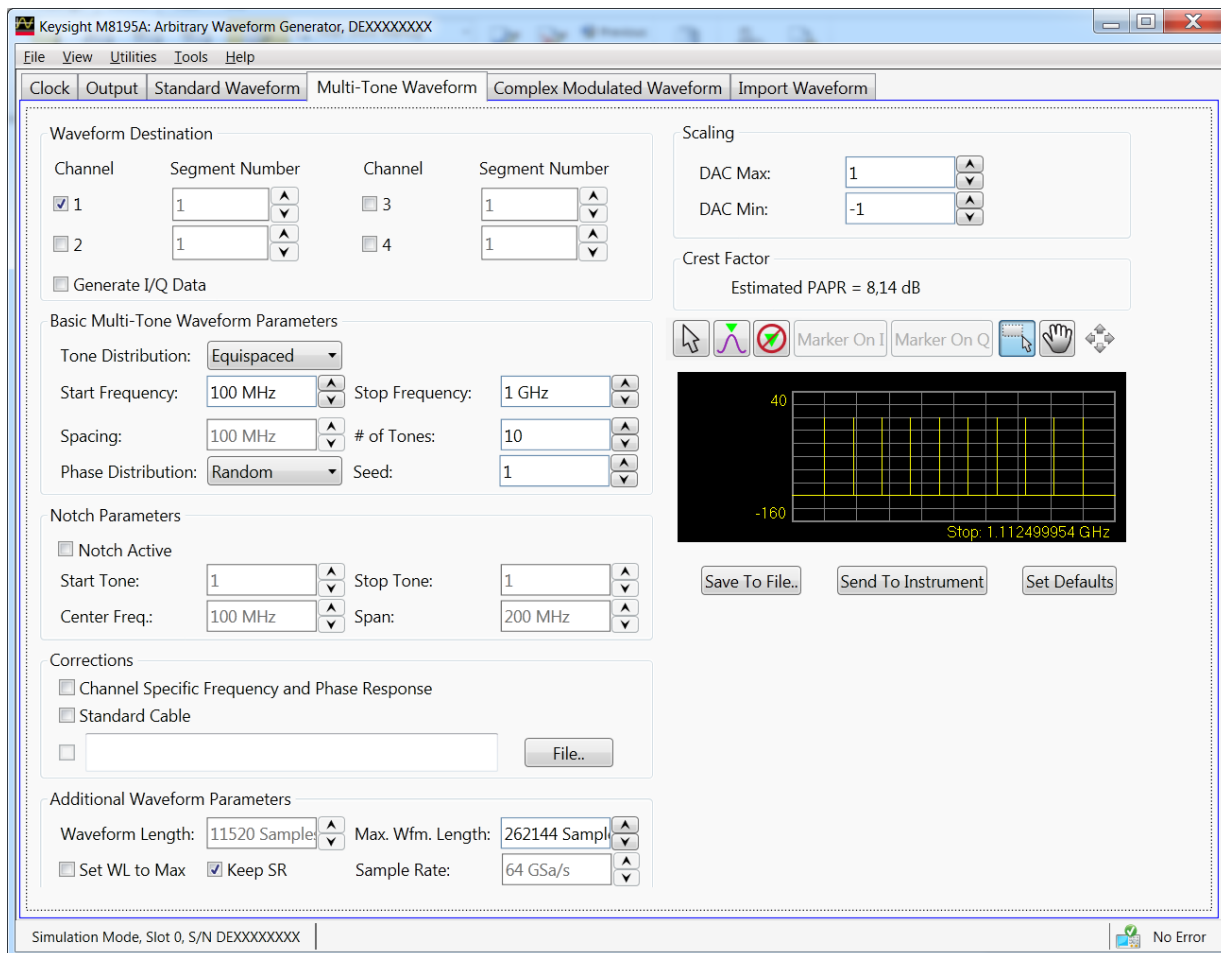 Keysight M8195A: Arbitrary Waveform Generator, DEXXXXXXXX
File View Utilities Tools Help
Clock Output Standard Waveform Multi-Tone Waveform Complex Modulated Waveform Import Waveform
Waveform Destination
Channel Segment Number Channel Segment Number
1 1 3 1
2 1 4 1
Generate I/Q Data
Basic Multi-Tone Waveform Parameters
Tone Distribution: Equispaced
Start Frequency: 100 MHz Stop Frequency: 1 GHz
Spacing: 100 MHz # of Tones: 10
Phase Distribution: Random Seed: 1
Notch Parameters
Notch Active
Start Tone: 1 Stop Tone: 1
Center Freq.: 100 MHz Span: 200 MHz
Corrections
Channel Specific Frequency and Phase Response
Standard Cable
File..
Additional Waveform Parameters
Waveform Length: 11520 Samples Max. Wfm. Length: 262144 Sampl
Set WL to Max Keep SR Sample Rate: 64 GSa/s
Scaling
DAC Max: 1
DAC Min: -1
Crest Factor
Estimated PAPR = 8,14 dB
Marker On I Marker On Q
40
-160
Stop: 1.112499954 GHz
Save To File.. Send To Instrument Set Defaults
Simulation Mode, Slot 0, S/N DEXXXXXXXX No Error